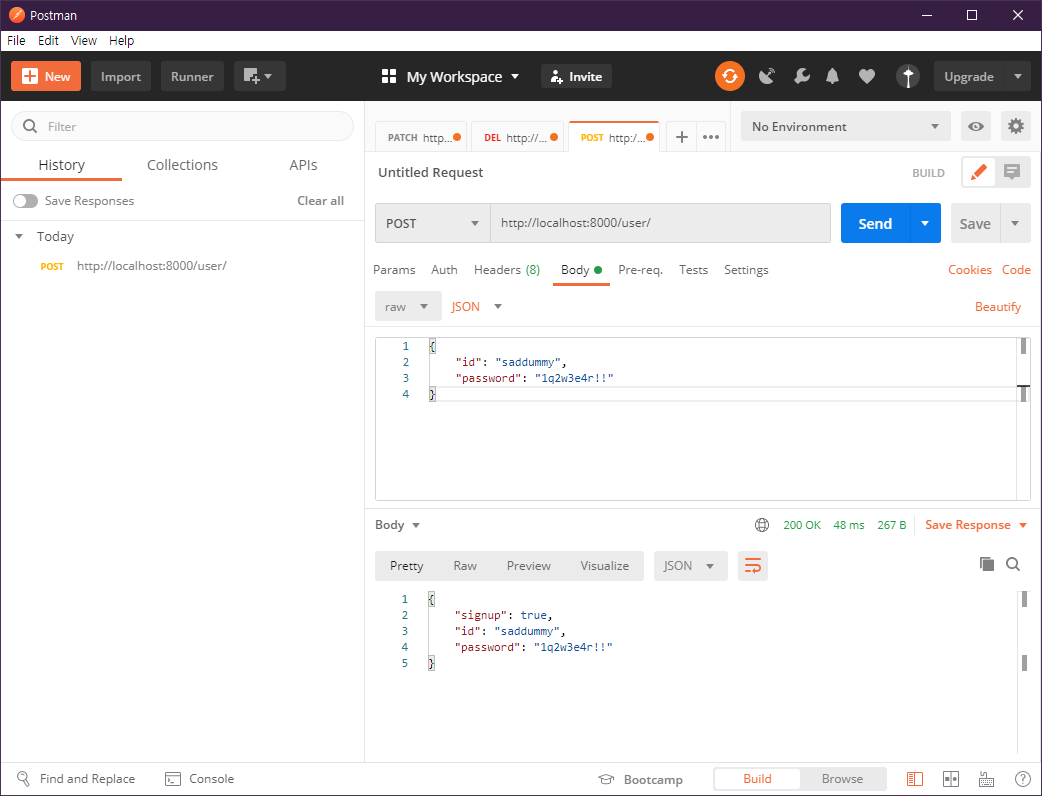 Postman
File Edit View Help
New Import Runner My Workspace Invite Upgrade
Filter
History Collections APIs
Save Responses Clear all
Today
POST http://localhost:8000/user/
PATCH http... DEL http://... POST http:/... + ••• No Environment
Untitled Request BUILD
POST http://localhost:8000/user/ Send Save
Params Auth Headers (8) Body Pre-req. Tests Settings Cookies Code
raw JSON Beautify
1 {
2 "id": "saddummy",
3 "password": "1q2w3e4r!!"
4 }
Body 200 OK 48 ms 267 B Save Response
Pretty Raw Preview Visualize JSON
1 {
2 "signup": true,
3 "id": "saddummy",
4 "password": "1q2w3e4r!!"
5 }
Find and Replace Console Bootcamp Build Browse